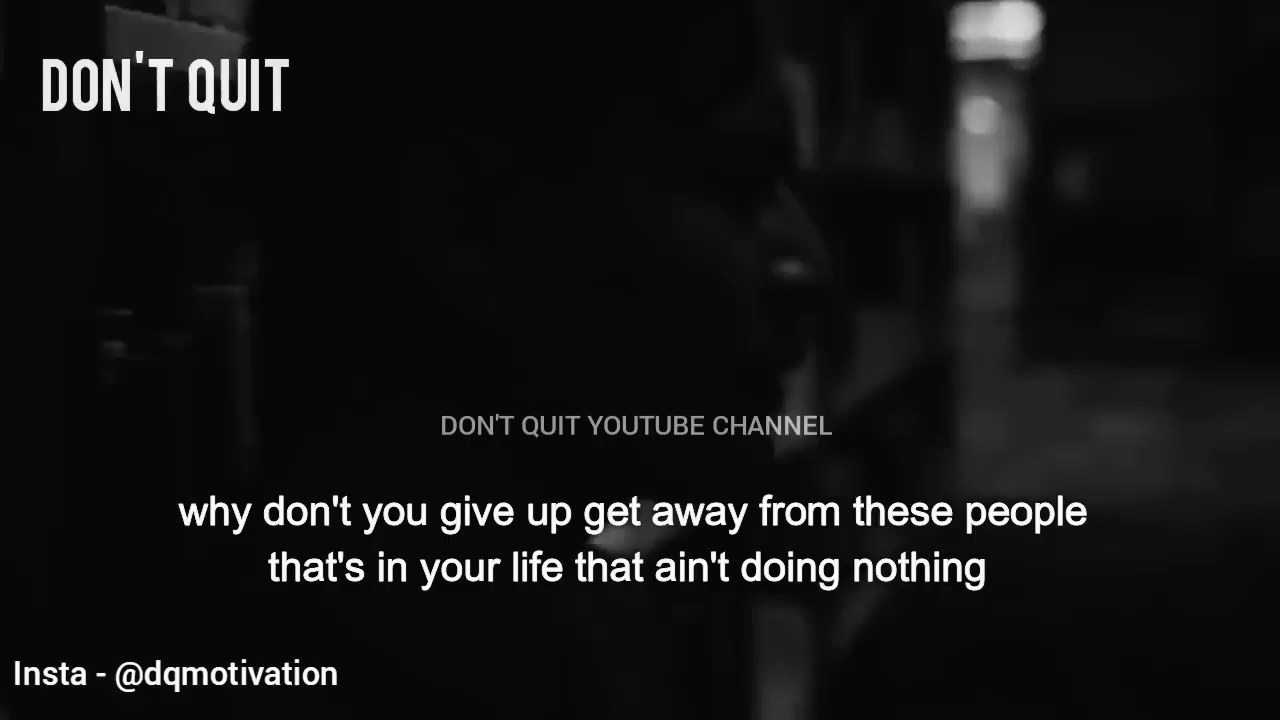 DON'T QUIT
DON'T QUIT YOUTUBE CHANNEL
why don't you give up get away from these people
that's in your life that ain't doing nothing
Insta - @dqmotivation